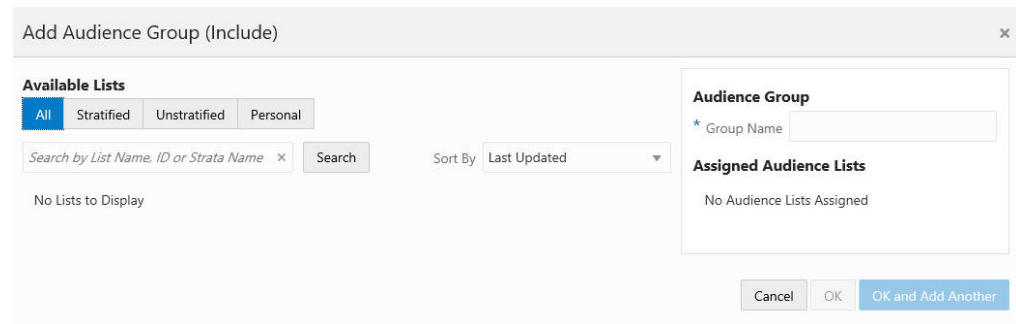 Add Audience Group (Include) ×
Available Lists
All Stratified Unstratified Personal
Search by List Name, ID or Strata Name × Search Sort By Last Updated
No Lists to Display
Audience Group
* Group Name
Assigned Audience Lists
No Audience Lists Assigned
Cancel OK OK and Add Another